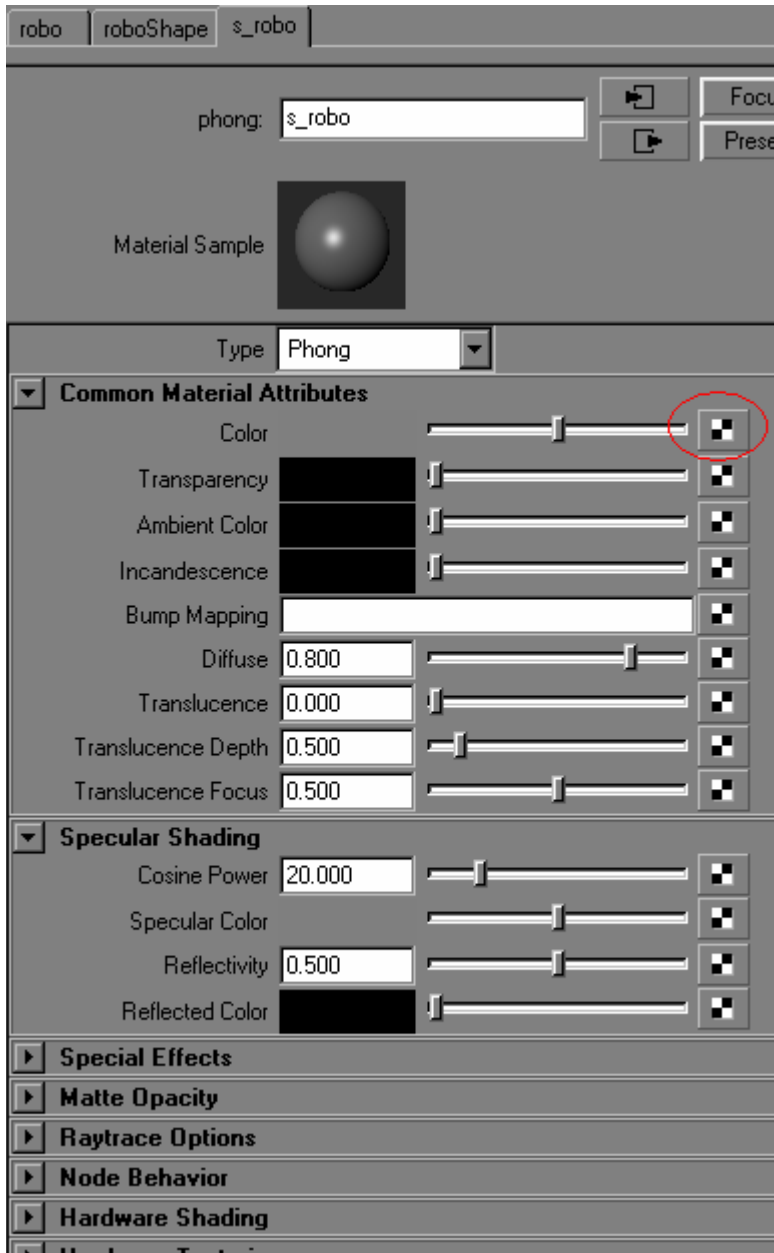 robo roboShape s_robo
phong: s_robo
Focu
Prese
Material Sample
Type Phong
Common Material Attributes
Color
Transparency
Ambient Color
Incandescence
Bump Mapping
Diffuse 0.800
Translucence 0.000
Translucence Depth 0.500
Translucence Focus 0.500
Specular Shading
Cosine Power 20.000
Specular Color
Reflectivity 0.500
Reflected Color
Special Effects
Matte Opacity
Raytrace Options
Node Behavior
Hardware Shading